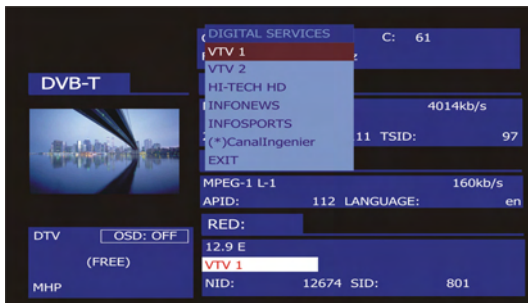 DIGITAL SERVICES
C: 61
VTV 1
VTV 2
HI-TECH HD
INFONEWS
INFOSPORTS
(*)CanalIngenier
EXIT
DVB-T
4014kb/s
11 TSID: 97
MPEG-1 L-1 160kb/s
APID: 112 LANGUAGE: en
RED:
DTV OSD: OFF
(FREE)
MHP
12.9 E
VTV 1
NID: 12674 SID: 801